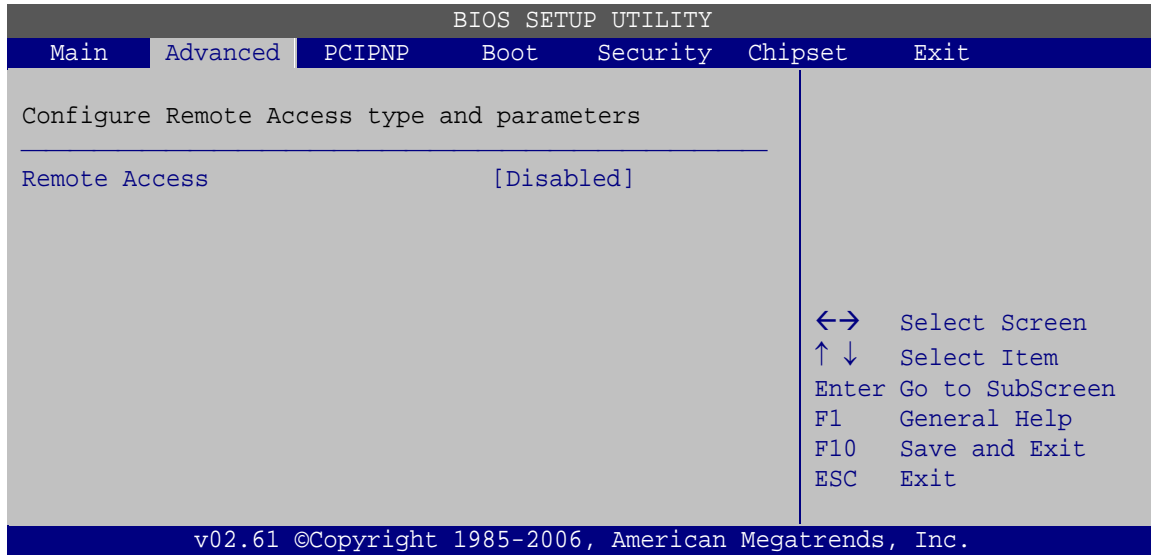 BIOS SETUP UTILITY
Main Advanced PCIPNP Boot Security Chipset Exit
Configure Remote Access type and parameters
Remote Access [Disabled]
←→ Select Screen
↑ ↓ Select Item
Enter Go to SubScreen
F1 General Help
F10 Save and Exit
ESC Exit
v02.61 ©Copyright 1985-2006, American Megatrends, Inc.